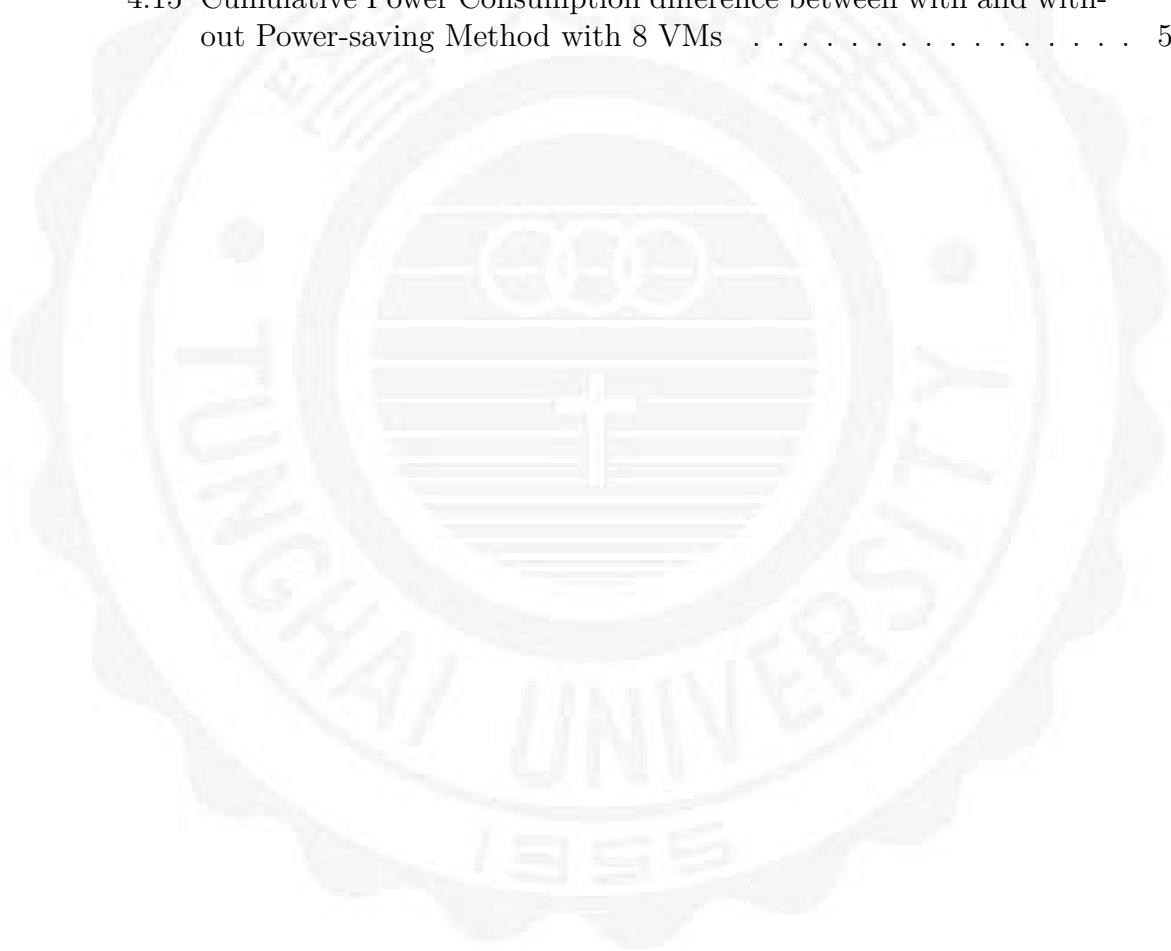 4.15 Cumulative Power Consumption difference between with and with-
out Power-saving Method with 8 VMs . . . . . . . . . . . . . . . . 5
TUNGHAI UNIVERSITY
1955